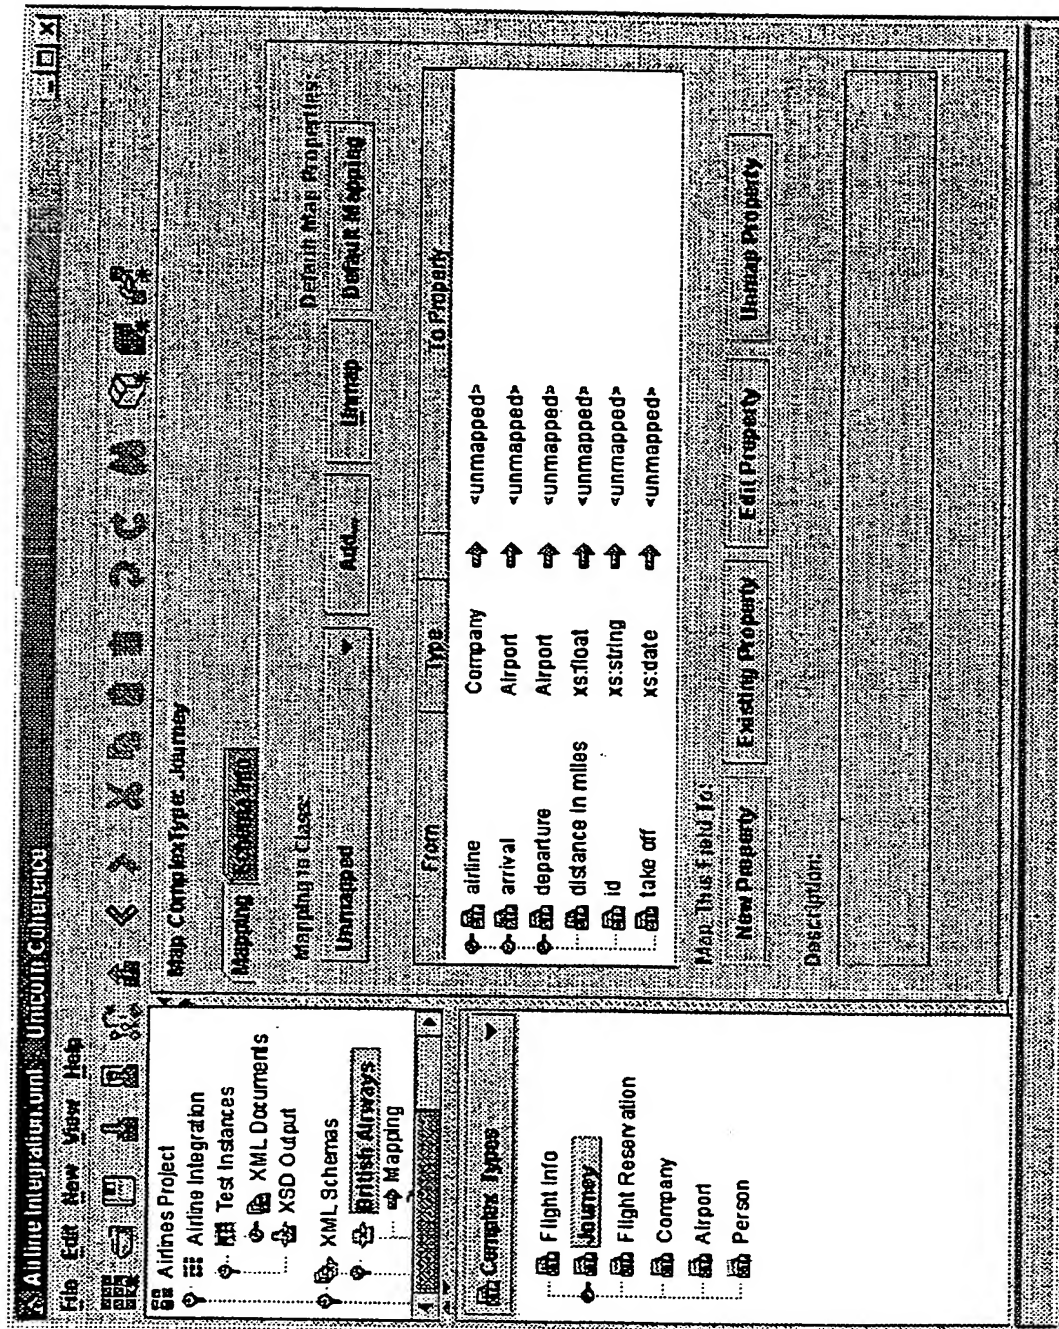 Airline Integration.uml - Unicorn Coherence
File Edit New View Help
Airlines Project
Airline Integration
Test Instances
XML Documents
XSD Output
XML Schemas
British Airways
Mapping
Complex Types
Flight Info
Journey
Flight Reservation
Company
Airport
Person
Map ComplexType: Journey
Mapping Schema Info
Mapping to Class: Default Map Properties:
Unmapped Add... Unmap Default Mapping
From Type To Property
airline Company <unmapped>
arrival Airport <unmapped>
departure Airport <unmapped>
distance in miles xs:float <unmapped>
id xs:string <unmapped>
take off xs:date <unmapped>
Map This Field To:
New Property Existing Property Edit Property Unmap Property
Description: